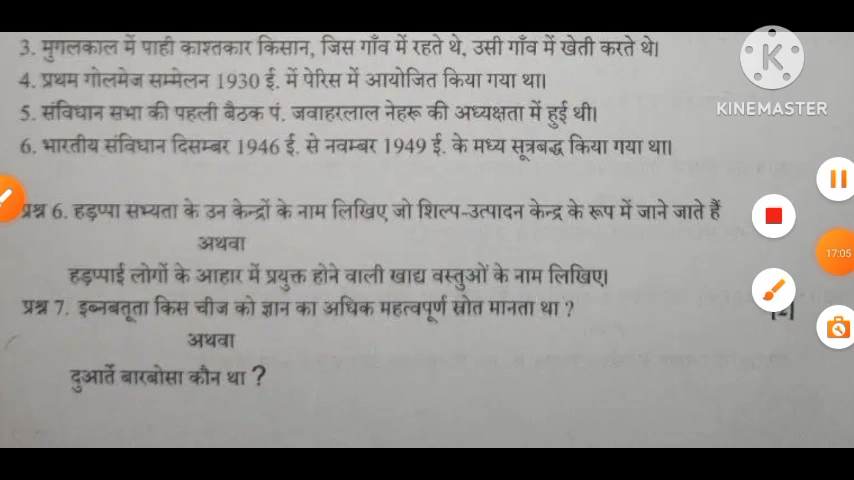 3. मुगलकाल में पाही काश्तकार किसान, जिस गाँव में रहते थे, उसी गाँव में खेती करते थे।
4. प्रथम गोलमेज सम्मेलन 1930 ई. में पेरिस में आयोजित किया गया था।
5. संविधान सभा की पहली बैठक पं. जवाहरलाल नेहरू की अध्यक्षता में हुई थी।
6. भारतीय संविधान दिसम्बर 1946 ई. से नवम्बर 1949 ई. के मध्य सूत्रबद्ध किया गया था।
K
KINEMASTER
प्रश्न 6. हड़प्पा सभ्यता के उन केन्द्रों के नाम लिखिए जो शिल्प-उत्पादन केन्द्र के रूप में जाने जाते हैं
अथवा
17:05
हड़प्पाई लोगों के आहार में प्रयुक्त होने वाली खाद्य वस्तुओं के नाम लिखिए।
प्रश्न 7. इब्नबतूता किस चीज को ज्ञान का अधिक महत्वपूर्ण स्रोत मानता था ?
अथवा
दुआर्ते बारबोसा कौन था ?